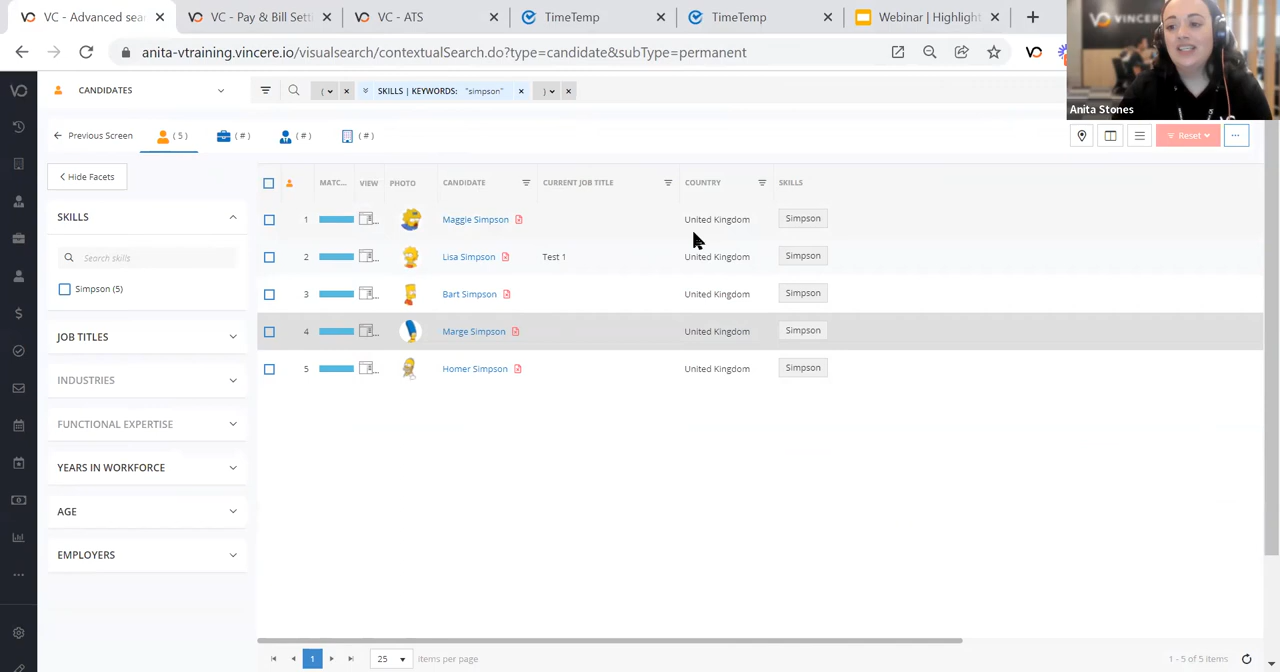 VC - Advanced sea
VC - Pay & Bill Setti
VC - ATS
TimeTemp
TimeTemp
Webinar | Highlight
anita-vtraining.vincere.io/visualsearch/contextualSearch.do?type=candidate&subType=permanent
VINCERE
Anita Stones
CANDIDATES
(
SKILLS | KEYWORDS: "simpson"
)
Previous Screen
( 5 )
( # )
( # )
( # )
Reset
Hide Facets
MATC...
VIEW
PHOTO
CANDIDATE
CURRENT JOB TITLE
COUNTRY
SKILLS
SKILLS
Search skills
Simpson (5)
JOB TITLES
INDUSTRIES
FUNCTIONAL EXPERTISE
YEARS IN WORKFORCE
AGE
EMPLOYERS
1 Maggie Simpson United Kingdom Simpson
2 Lisa Simpson Test 1 United Kingdom Simpson
3 Bart Simpson United Kingdom Simpson
4 Marge Simpson United Kingdom Simpson
5 Homer Simpson United Kingdom Simpson
1
25
items per page
1 - 5 of 5 items